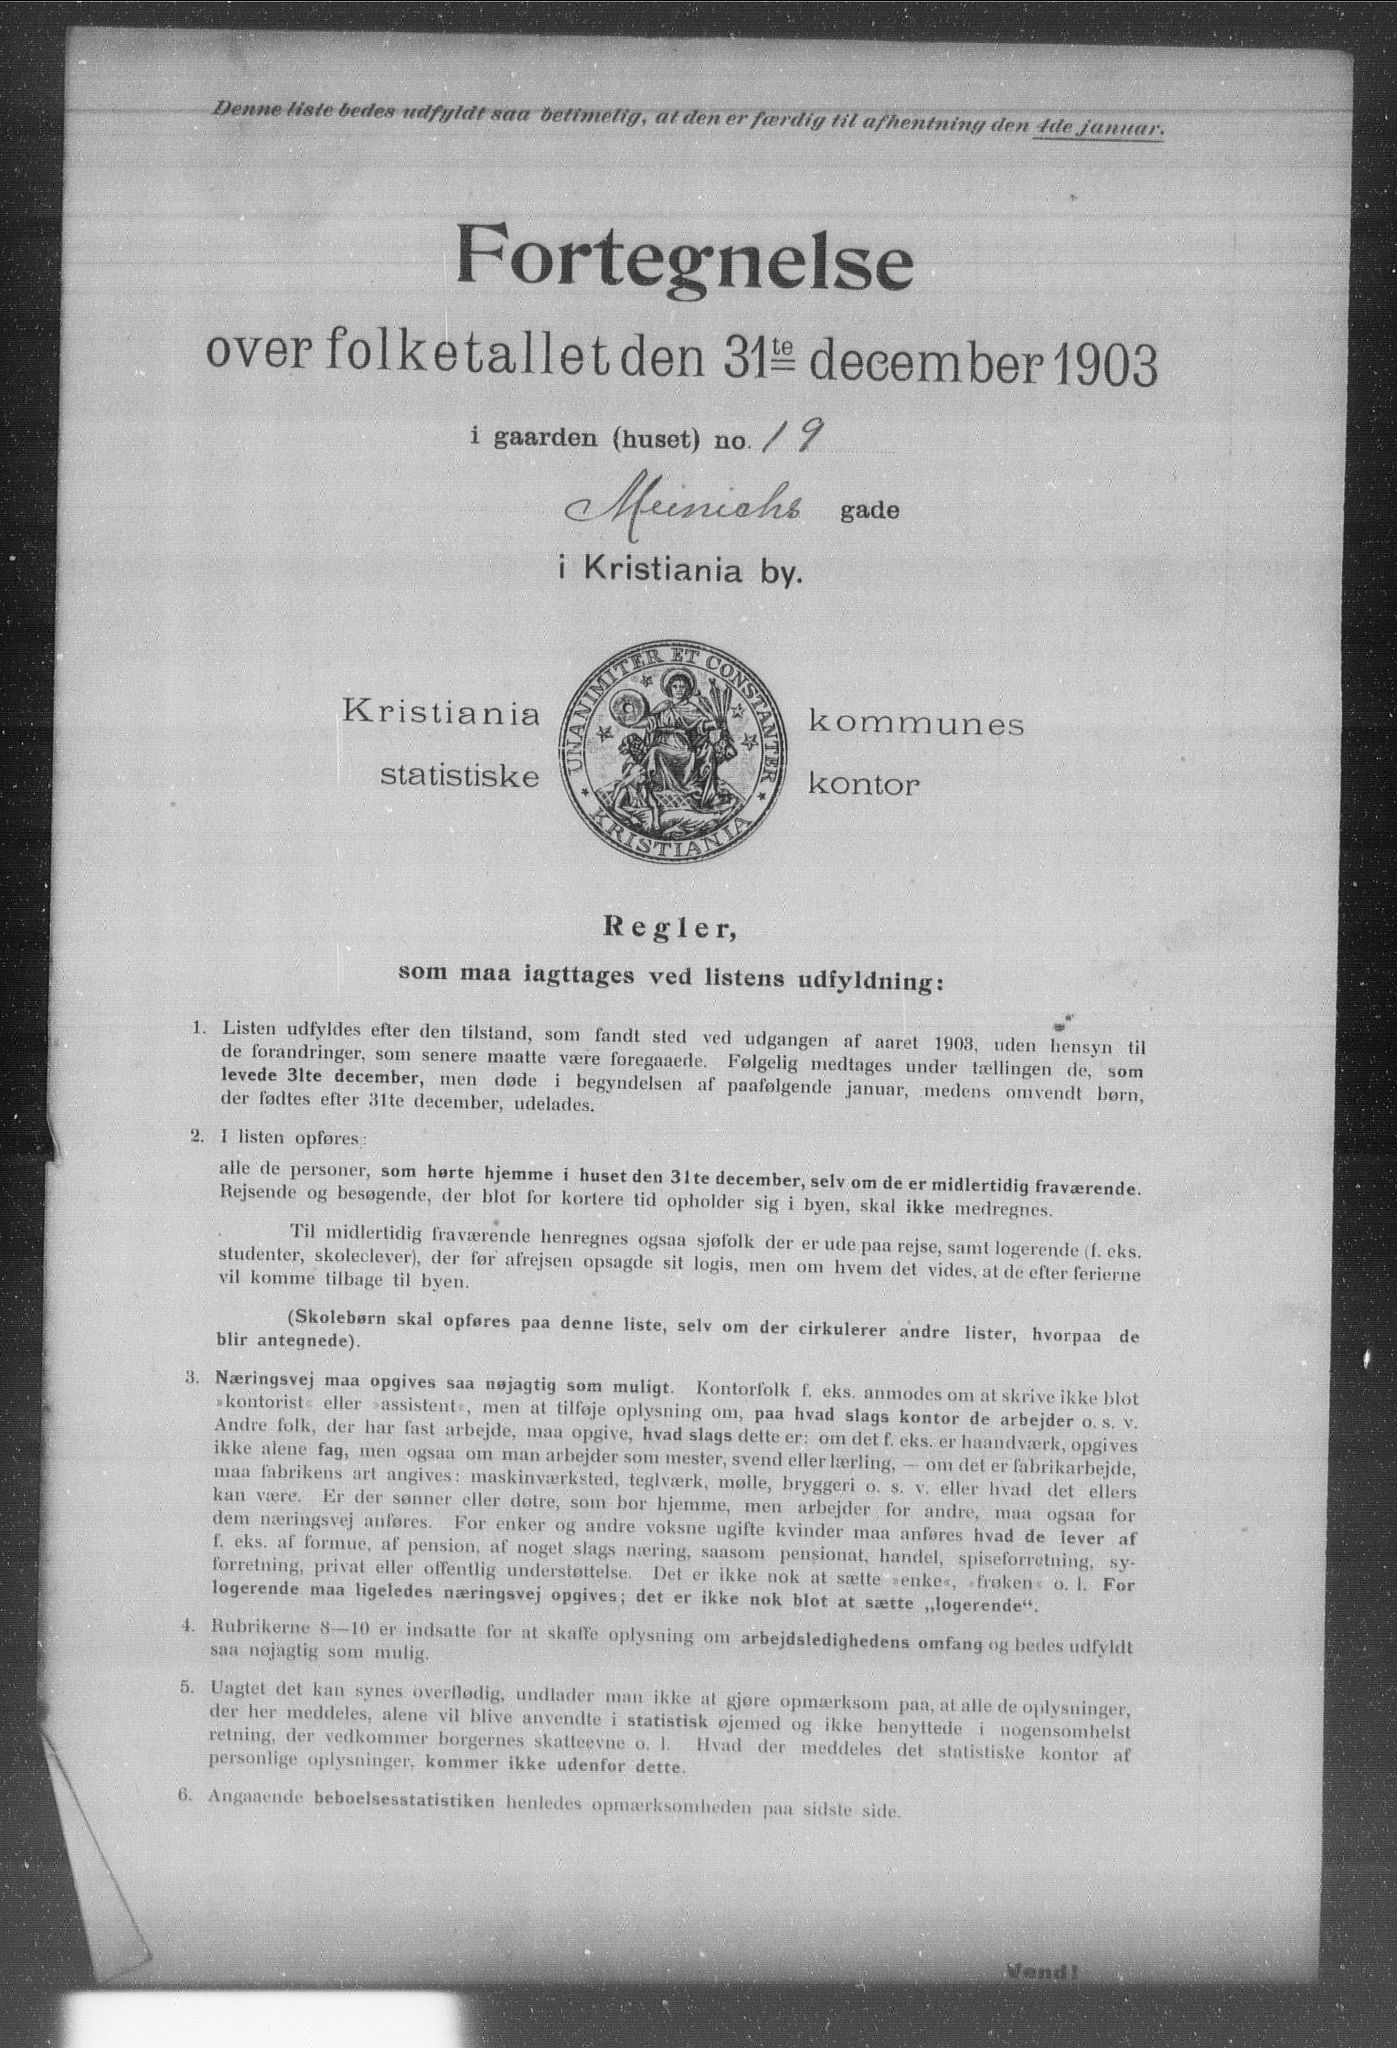 Denne liste bedes udfyldt saa betimelig, at den er færdig til afhentning den 4de januar.
Fortegnelse
over folketallet den 31te december 1903
i gaarden (huset) no. 19
Meinichs gade
i Kristiania by.
UNANIMITER ET CONSTANTER
KRISTIANIA
Kristiania kommunes
statistiske kontor
Regler,
som maa iagttages ved listens udfyldning:
1. Listen udfyldes efter den tilstand, som fandt sted ved udgangen af aaret 1903, uden hensyn til
de forandringer, som senere maatte være foregaaede. Følgelig medtages under tællingen de, som
levede 31te december, men døde i begyndelsen af paafølgende januar, medens omvendt børn,
der fødtes efter 31te december, udelades.
2. I listen opføres:
alle de personer, som hørte hjemme i huset den 31te december, selv om de er midlertidig fraværende.
Rejsende og besøgende, der blot for kortere tid opholder sig i byen, skal ikke medregnes.
Til midlertidig fraværende henregnes ogsaa sjøfolk der er ude paa rejse, samt logerende (f. eks.
studenter, skoleelever), der før afrejsen opsagde sit logis, men om hvem det vides, at de efter ferierne
vil komme tilbage til byen.
(Skolebørn skal opføres paa denne liste, selv om der cirkulerer andre lister, hvorpaa de
blir antegnede).
3. Næringsvej maa opgives saa nøjagtig som muligt. Kontorfolk f. eks. anmodes om at skrive ikke blot
»kontorist« eller »assistent«, men at tilføje oplysning om, paa hvad slags kontor de arbejder o. s. v.
Andre folk, der har fast arbejde, maa opgive, hvad slags dette er: om det f. eks. er haandværk, opgives
ikke alene fag, men ogsaa om man arbejder som mester, svend eller lærling, — om det er fabrikarbejde,
maa fabrikens art angives: maskinværksted, teglværk, mølle, bryggeri o. s. v. eller hvad det ellers
kan være. Er der sønner eller døtre, som bor hjemme, men arbejder for andre, maa ogsaa for
dem næringsvej anføres. For enker og andre voksne ugifte kvinder maa anføres hvad de lever af
f. eks. af formue, af pension, af noget slags næring, saasom pensionat, handel, spiseforretning, sy-
forretning, privat eller offentlig understøttelse. Det er ikke nok at sætte »enke«, »frøken« o. l. For
logerende maa ligeledes næringsvej opgives; det er ikke nok blot at sætte „logerende“.
4. Rubrikerne 8—10 er indsatte for at skaffe oplysning om arbejdsledighedens omfang og bedes udfyldt
saa nøjagtig som mulig.
5. Uagtet det kan synes overflødig, undlader man ikke at gjøre opmærksom paa, at alle de oplysninger,
der her meddeles, alene vil blive anvendte i statistisk øjemed og ikke benyttede i nogensomhelst
retning, der vedkommer borgernes skatteevne o. l. Hvad der meddeles det statistiske kontor af
personlige oplysninger, kommer ikke udenfor dette.
6. Angaaende beboelsesstatistiken henledes opmærksomheden paa sidste side.
Vend!